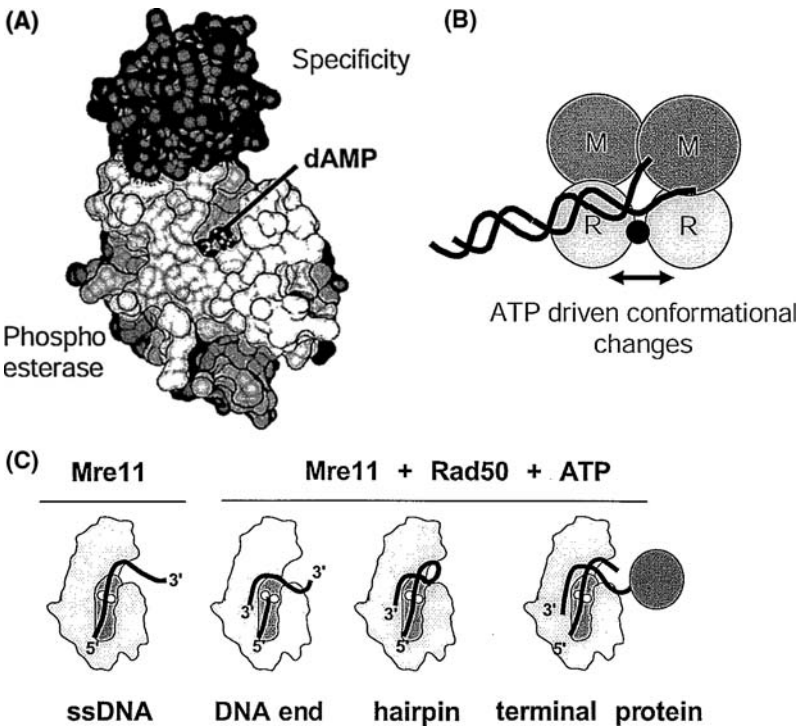 (A)
Specificity
dAMP
Phospho
esterase
(B)
M M
R R
ATP driven conformational
changes
(C)
Mre11
Mre11 + Rad50 + ATP
3'
5'
3'
3'
5'
3'
5'
3'
5'
ssDNA
DNA end
hairpin
terminal protein